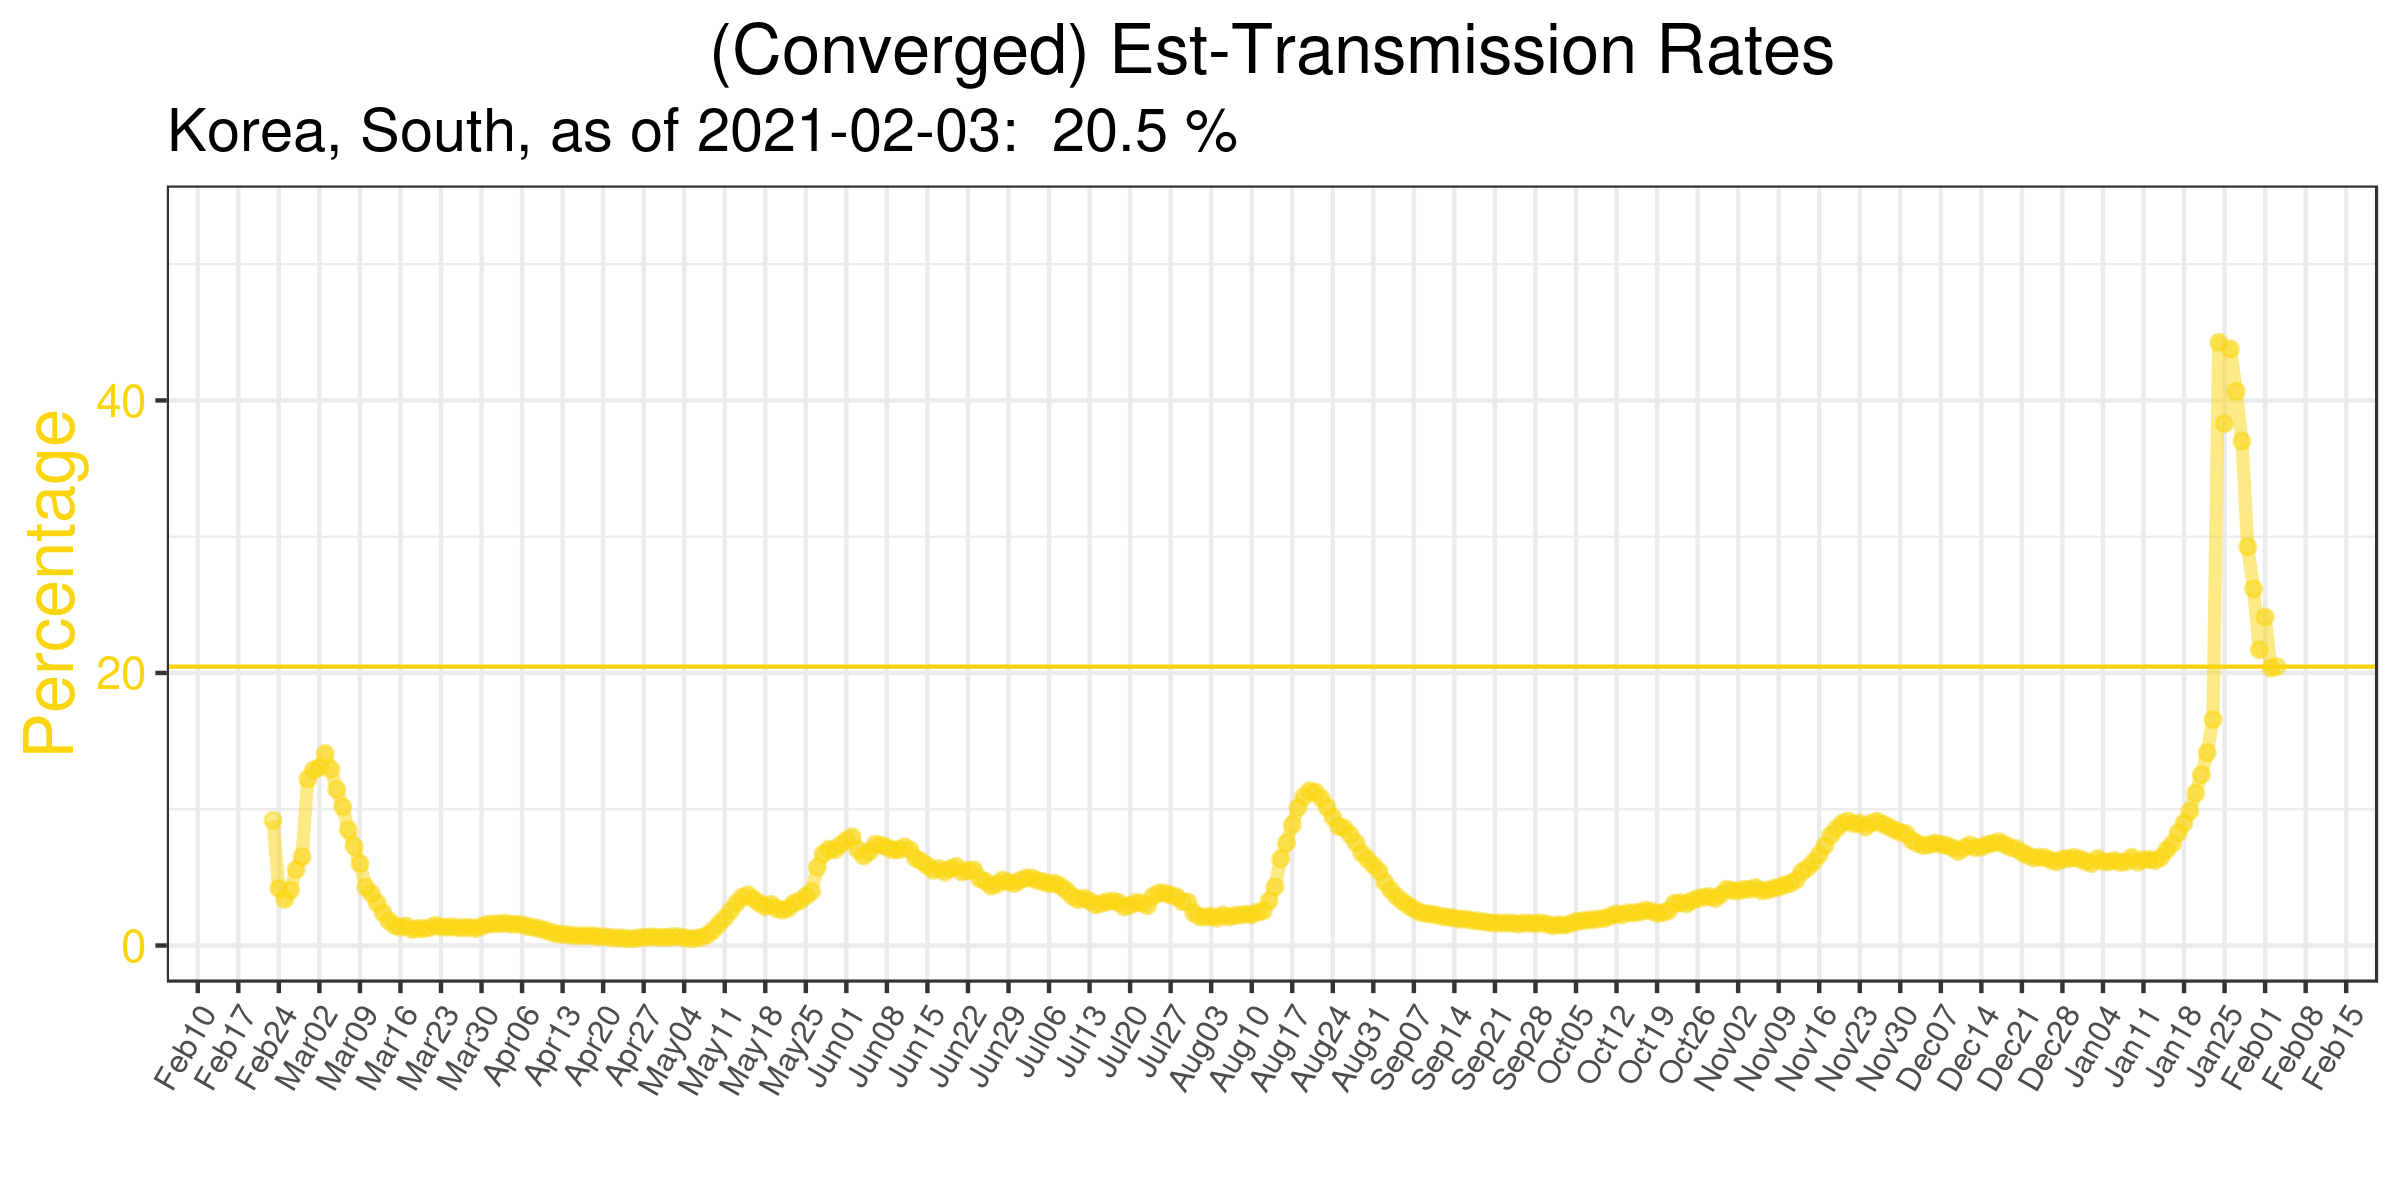 (Converged) Est-Transmission Rates
Korea, South, as of 2021-02-03:  20.5 %
Percentage
40
20
0
Feb10
Feb17
Feb24
Mar02
Mar09
Mar16
Mar23
Mar30
Apr06
Apr13
Apr20
Apr27
May04
May11
May18
May25
Jun01
Jun08
Jun15
Jun22
Jun29
Jul06
Jul13
Jul20
Jul27
Aug03
Aug10
Aug17
Aug24
Aug31
Sep07
Sep14
Sep21
Sep28
Oct05
Oct12
Oct19
Oct26
Nov02
Nov09
Nov16
Nov23
Nov30
Dec07
Dec14
Dec21
Dec28
Jan04
Jan11
Jan18
Jan25
Feb01
Feb08
Feb15